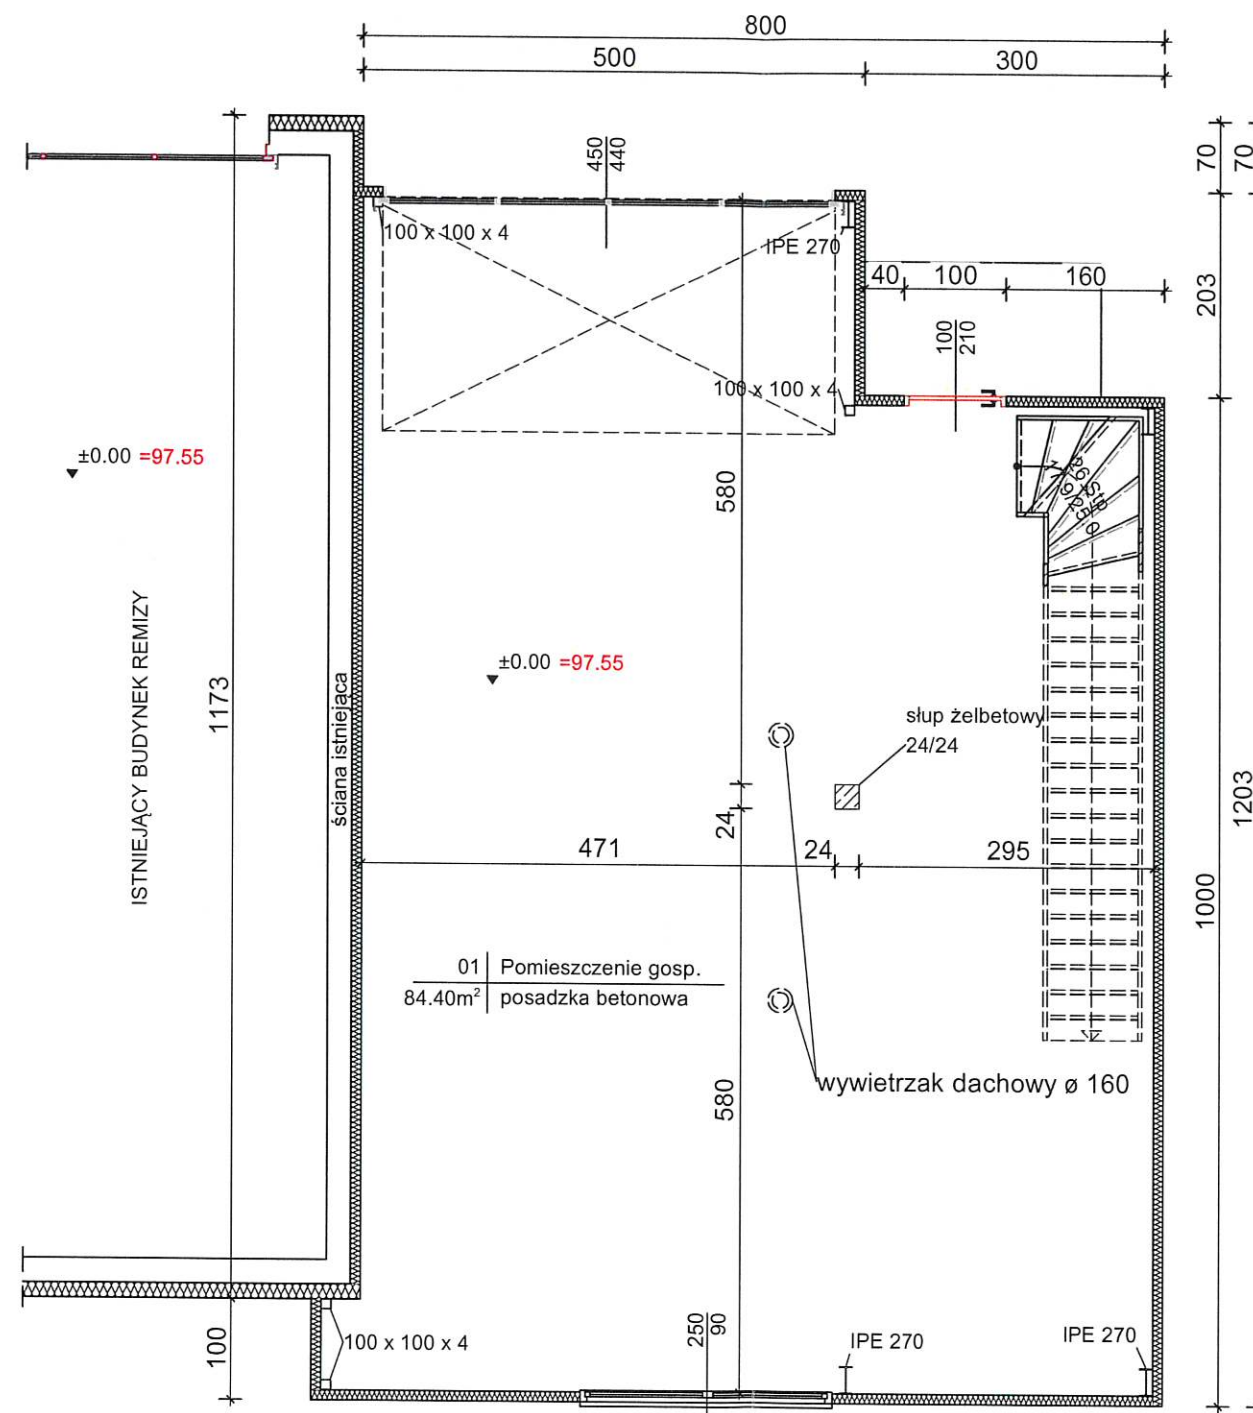 800
500
300
70
70
450
440
100 x 100 x 4
IPE 270
40
100
160
203
100
210
100 x 100 x 4
±0.00 =97.55
580
26 Stp.
ISTNIEJĄCY BUDYNEK REMIZY
1173
ściana istniejąca
±0.00 =97.55
słup żelbetowy
24/24
24
471
24
295
1203
1000
01 Pomieszczenie gosp.
84.40m² posadzka betonowa
580
wywietrzak dachowy ø 160
100
100 x 100 x 4
250
90
IPE 270
IPE 270